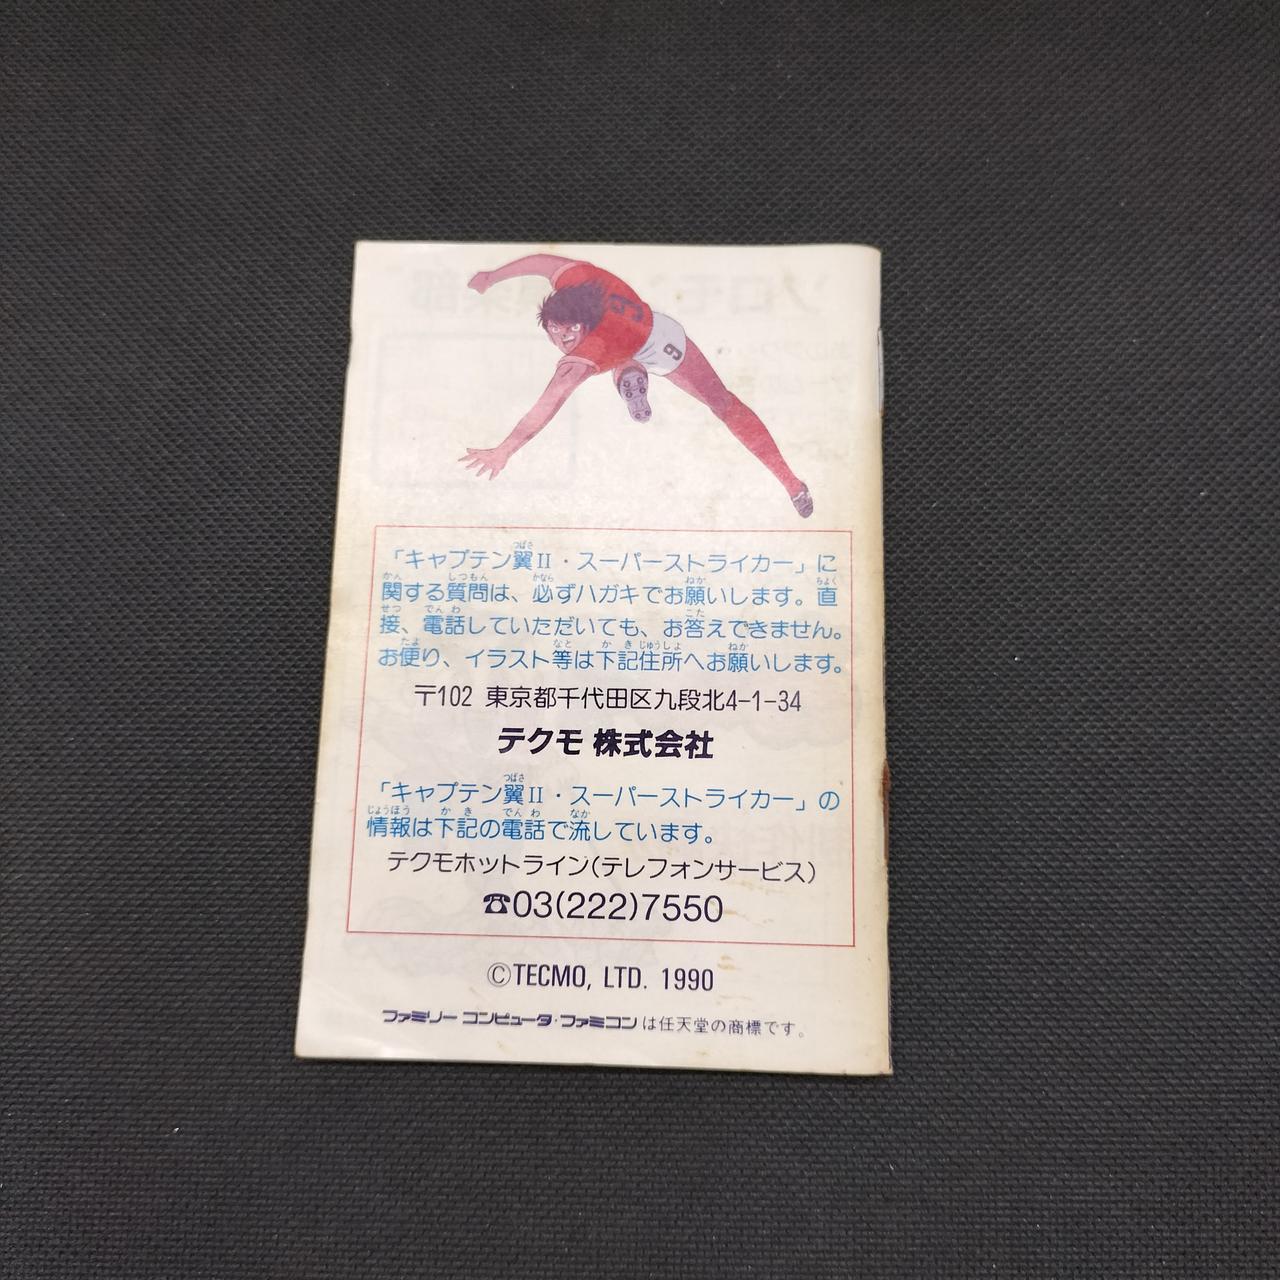 9
9
「キャプテン翼II・スーパーストライカー」に
関する質問は、必ずハガキでお願いします。直
接、電話していただいても、お答えできません。
お便り、イラスト等は下記住所へお願いします。
〒102 東京都千代田区九段北4-1-34
テクモ 株式会社
「キャプテン翼II・スーパーストライカー」の
情報は下記の電話で流しています。
テクモホットライン(テレフォンサービス)
☎03(222)7550
©TECMO, LTD. 1990
ファミリーコンピュータ・ファミコンは任天堂の商標です。